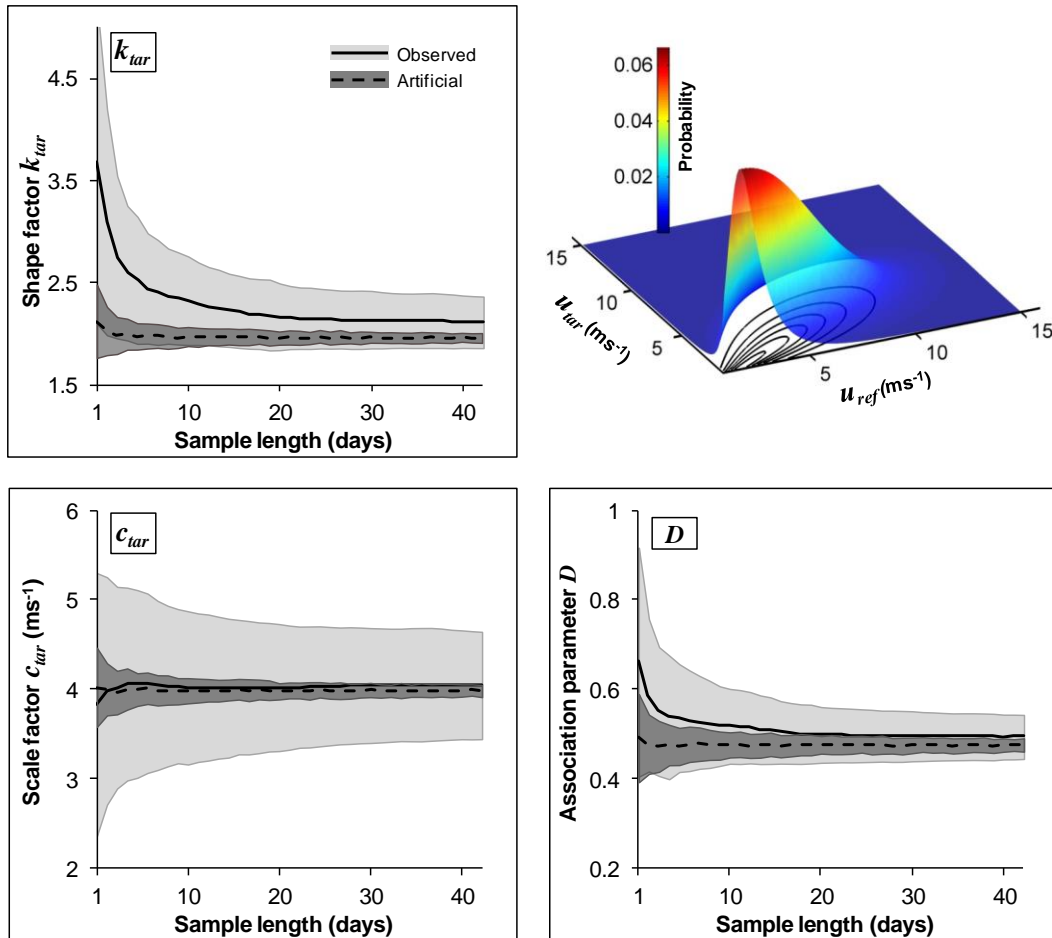 k_tar
Observed
Artificial
4.5
3.5
2.5
1.5
Shape factor k_tar
1 10 20 30 40
Sample length (days)
0.06
0.04
0.02
Probability
15
10
5
u_tar (ms⁻¹)
5
10
15
u_ref (ms⁻¹)
c_tar
6
5
4
3
2
Scale factor c_tar (ms⁻¹)
1 10 20 30 40
Sample length (days)
D
1
0.8
0.6
0.4
0.2
Association parameter D
1 10 20 30 40
Sample length (days)